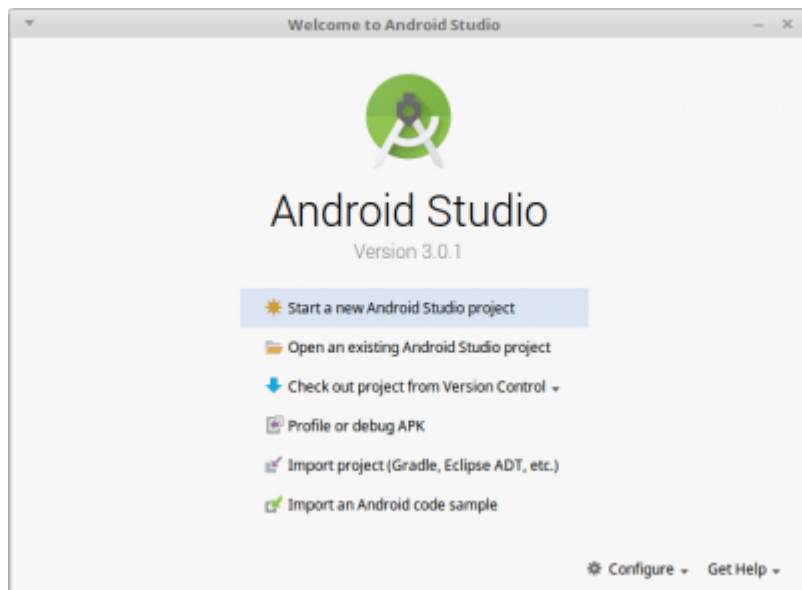 Welcome to Android Studio
Android Studio
Version 3.0.1
Start a new Android Studio project
Open an existing Android Studio project
Check out project from Version Control
Profile or debug APK
Import project (Gradle, Eclipse ADT, etc.)
Import an Android code sample
Configure Get Help